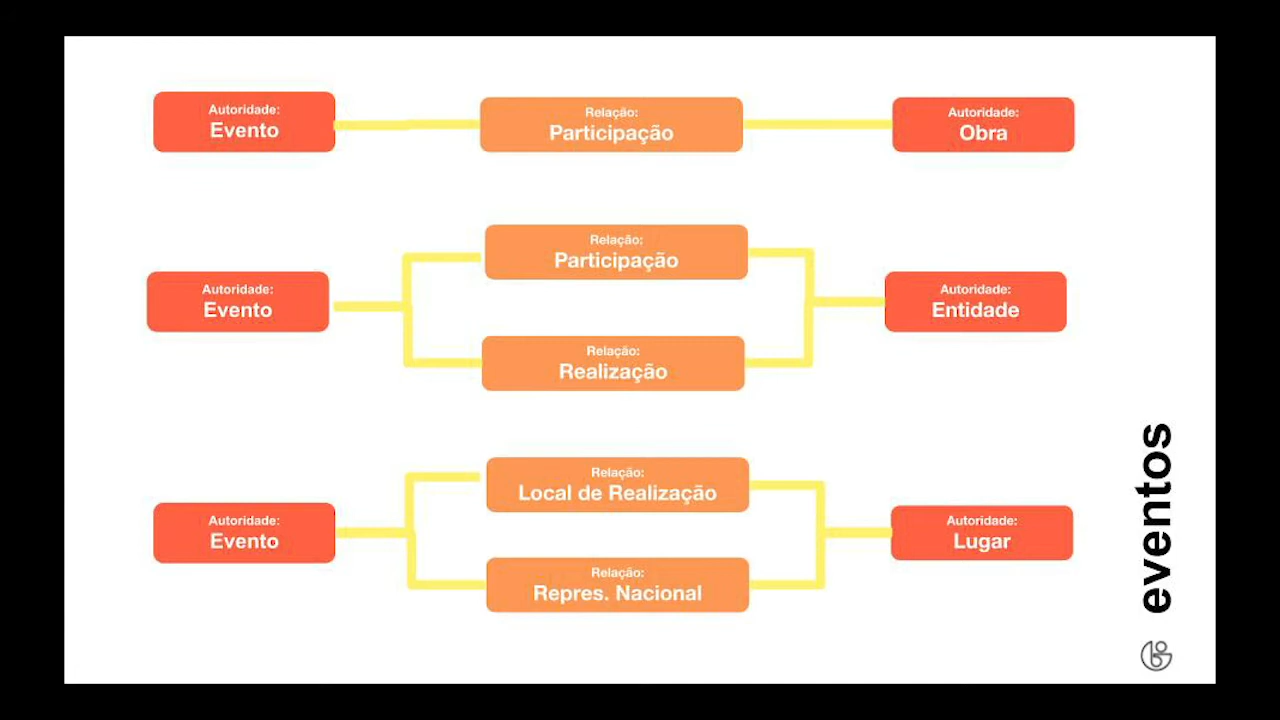 Autoridade:
Evento
Relação:
Participação
Autoridade:
Obra
Autoridade:
Evento
Relação:
Participação
Relação:
Realização
Autoridade:
Entidade
Autoridade:
Evento
Relação:
Local de Realização
Relação:
Repres. Nacional
Autoridade:
Lugar
eventos